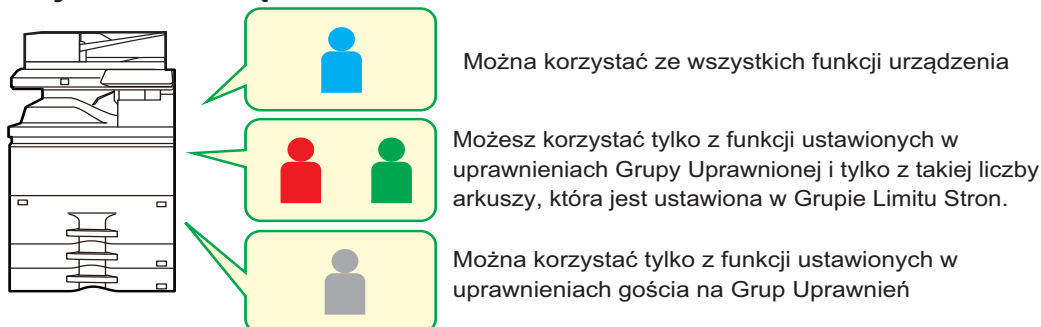 Można korzystać ze wszystkich funkcji urządzenia
Możesz korzystać tylko z funkcji ustawionych w
uprawnieniach Grupy Uprawnionej i tylko z takiej liczby
arkuszy, która jest ustawiona w Grupie Limitu Stron.
Można korzystać tylko z funkcji ustawionych w
uprawnieniach gościa na Grup Uprawnień